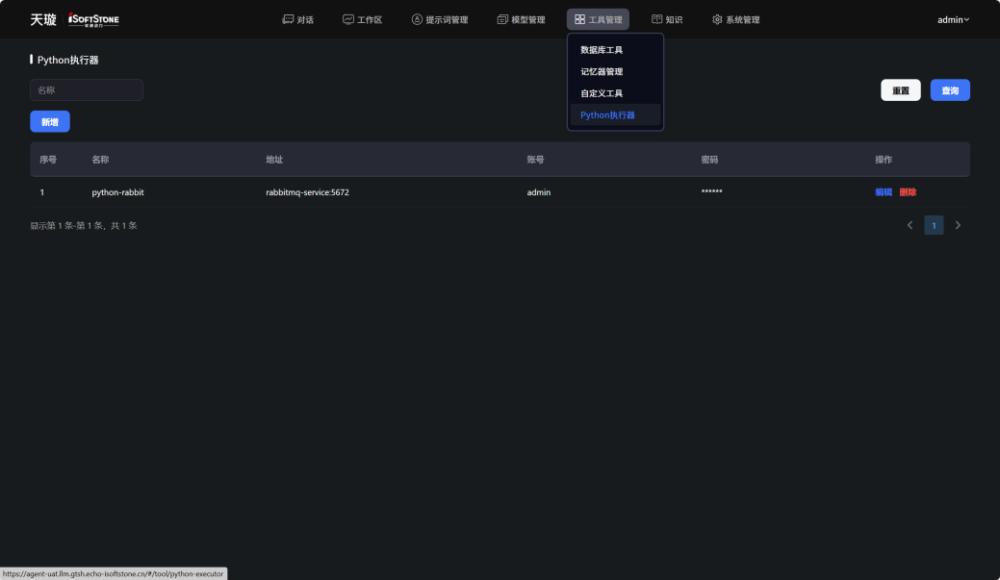 天璇 iSOFTSTONE 对话 工作区 提示词管理 模型管理 工具管理 知识 系统管理 admin
数据库工具
记忆器管理
自定义工具
Python执行器
Python执行器
名称 重置 查询
新增
序号 名称 地址 账号 密码 操作
1 python-rabbit rabbitmq-service:5672 admin ****** 编辑 删除
显示第 1 条-第 1 条，共 1 条 1
https://agent-uat.llm.gtsh.echo-isoftstone.cn/#/tool/python-executor